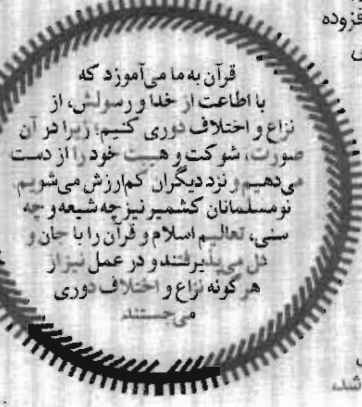 قرآن به ما می‌آموزد که
با اطاعت از خدا و رسولش، از
نزاع و اختلاف دوری کنیم؛ زیرا در آن
صورت، شوکت و هیبت خود را از دست
می‌دهیم و نزد دیگران کم‌ارزش می‌شویم.
نومسلمانان کشمیر نیز چه شیعه و چه
سنی، تعالیم اسلام و قرآن را با جان و
دل می‌پذیرفتند و در عمل نیز از
هر گونه نزاع و اختلاف دوری
می‌جستند
فزوده
شد،